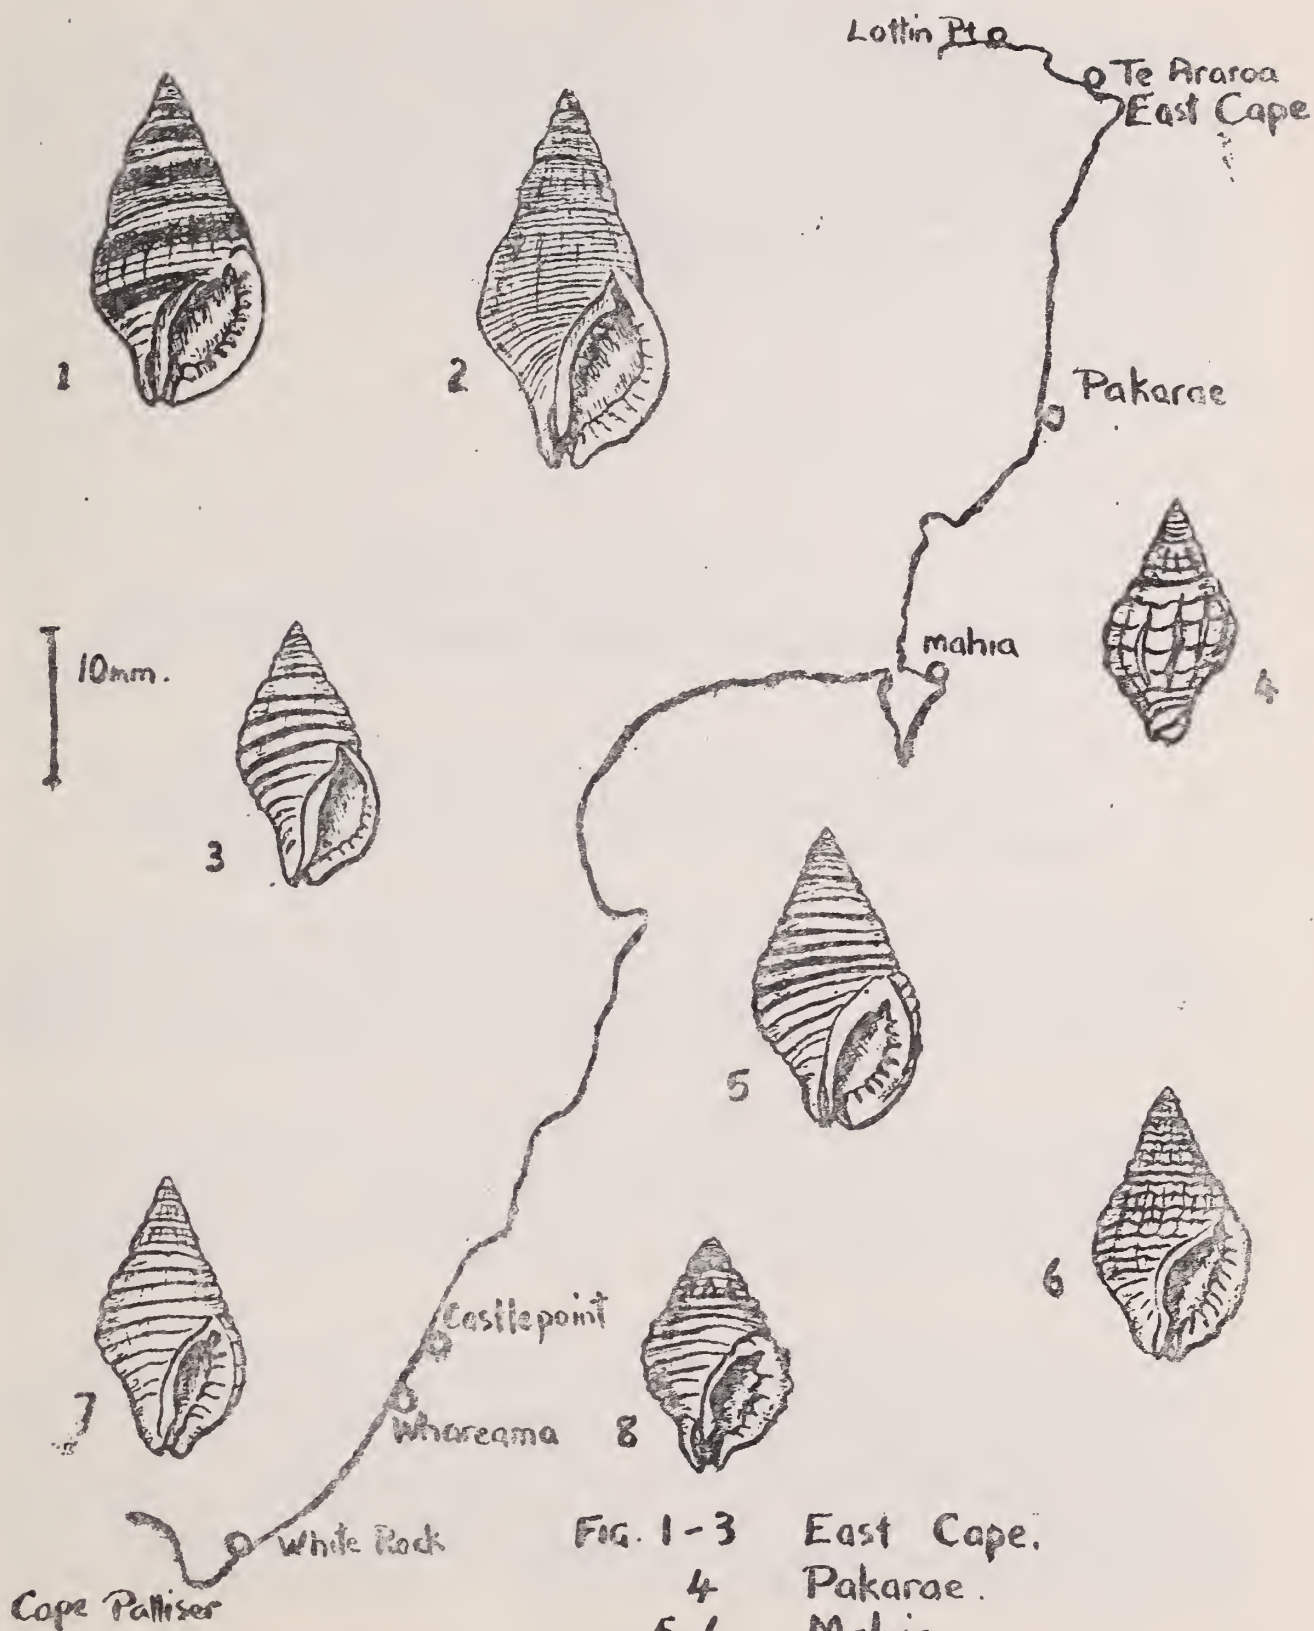 Lottin Pt
Te Araroa
East Cape
1
2
Pakarae
10mm.
mahia
4
3
5
6
7
Castlepoint
Whareama
8
White Rock
Cape Palliser
FIG. 1-3 East Cape.
4 Pakarae.